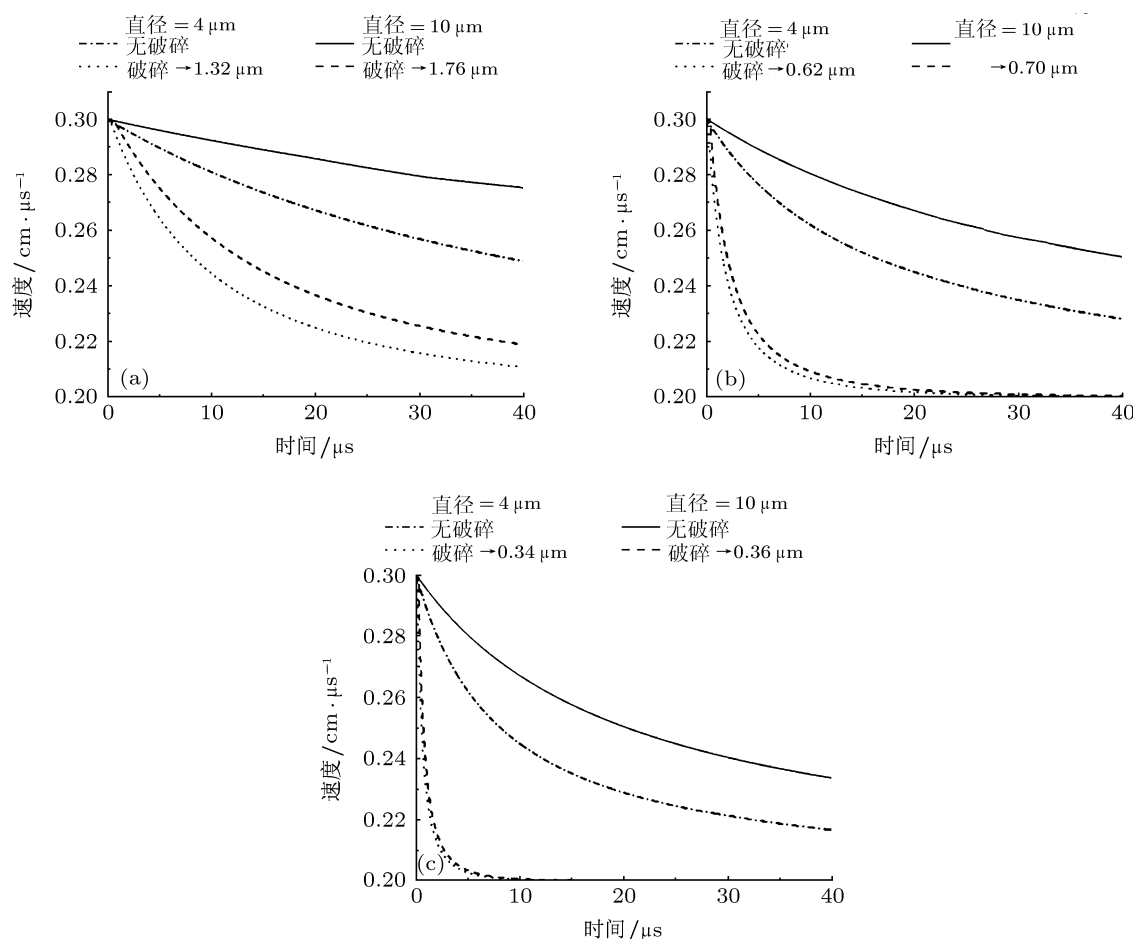 直径 = 4 μm 直径 = 10 μm
无破碎 无破碎
破碎 →1.32 μm 破碎 →1.76 μm
0.30
0.28
0.26
0.24
0.22
0.20
速度/cm · μs⁻¹
(a)
0 10 20 30 40
时间/μs
直径 = 4 μm 直径 = 10 μm
无破碎
破碎 →0.62 μm →0.70 μm
0.30
0.28
0.26
0.24
0.22
0.20
速度/cm · μs⁻¹
(b)
0 10 20 30 40
时间/μs
直径 = 4 μm 直径 = 10 μm
无破碎 无破碎
破碎 →0.34 μm 破碎 →0.36 μm
0.30
0.28
0.26
0.24
0.22
0.20
速度/cm · μs⁻¹
(c)
0 10 20 30 40
时间/μs